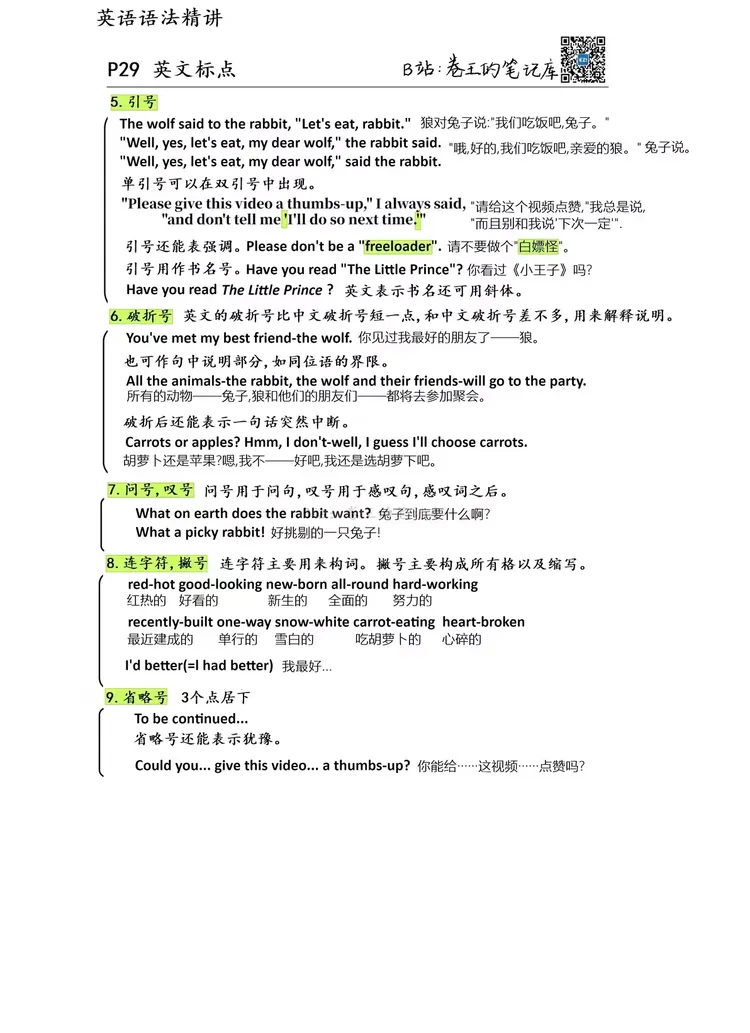 英语语法精讲
P29 英文标点 B站:卷王的笔记库
5.引号
The wolf said to the rabbit, "Let's eat, rabbit." 狼对兔子说:"我们吃饭吧,兔子。"
"Well, yes, let's eat, my dear wolf," the rabbit said. "哦,好的,我们吃饭吧,亲爱的狼。" 兔子说。
"Well, yes, let's eat, my dear wolf," said the rabbit.
单引号可以在双引号中出现。
"Please give this video a thumbs-up," I always said, "请给这个视频点赞,"我总是说,
"and don't tell me 'I'll do so next time.'" "而且别和我说'下次一定'".
引号还能表强调。Please don't be a "freeloader". 请不要做个"白嫖怪"。
引号用作书名号。Have you read "The Little Prince"? 你看过《小王子》吗?
Have you read The Little Prince ? 英文表示书名还可用斜体。
6.破折号 英文的破折号比中文破折号短一点,和中文破折号差不多,用来解释说明。
You've met my best friend-the wolf. 你见过我最好的朋友了——狼。
也可作句中说明部分,如同位语的界限。
All the animals-the rabbit, the wolf and their friends-will go to the party.
所有的动物——兔子,狼和他们的朋友们——都将去参加聚会。
破折后还能表示一句话突然中断。
Carrots or apples? Hmm, I don't-well, I guess I'll choose carrots.
胡萝卜还是苹果?嗯,我不——好吧,我还是选胡萝卜吧。
7.问号,叹号 问号用于问句,叹号用于感叹句,感叹词之后。
What on earth does the rabbit want? 兔子到底要什么啊?
What a picky rabbit! 好挑剔的一只兔子!
8.连字符,撇号 连字符主要用来构词。撇号主要构成所有格以及缩写。
red-hot good-looking new-born all-round hard-working
红热的 好看的 新生的 全面的 努力的
recently-built one-way snow-white carrot-eating heart-broken
最近建成的 单行的 雪白的 吃胡萝卜的 心碎的
I'd better(=I had better) 我最好...
9.省略号 3个点居下
To be continued...
省略号还能表示犹豫。
Could you... give this video... a thumbs-up? 你能给······这视频······点赞吗?